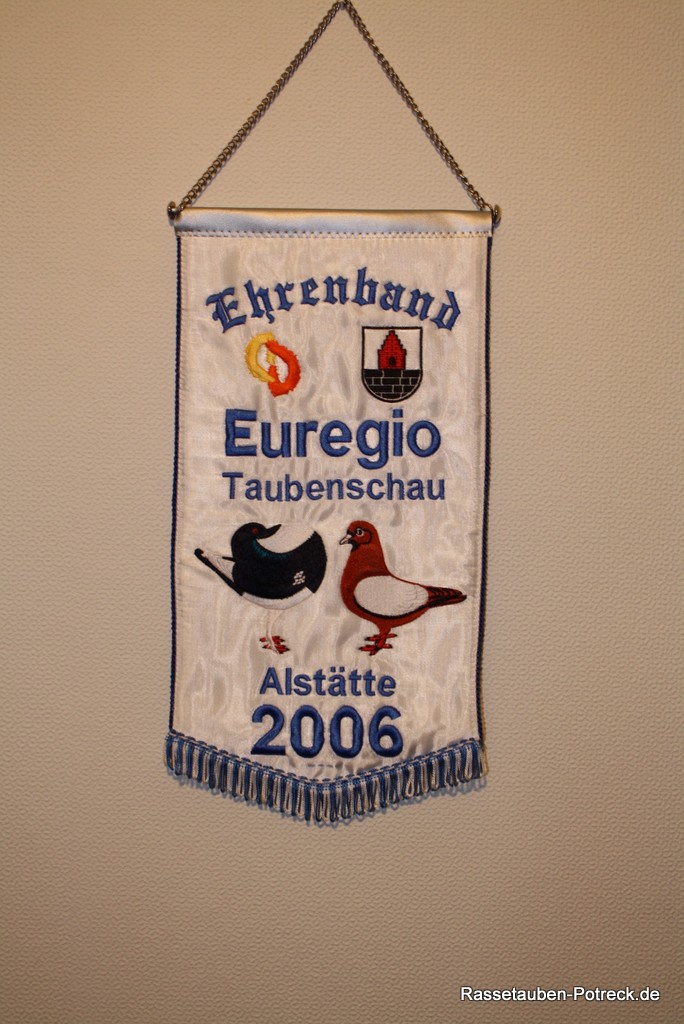 Ehrenband
Euregio
Taubenschau
Alstätte
2006
Rassetauben-Potreck.de